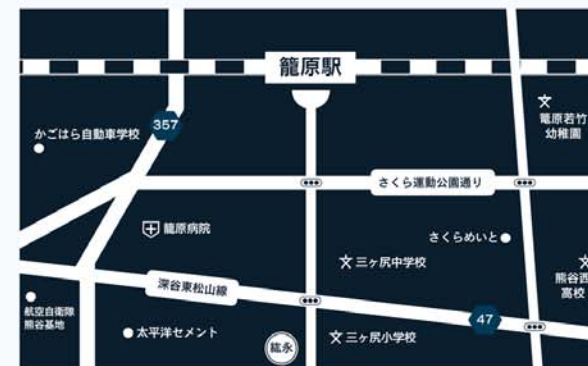 籠原駅
かごはら自動車学校
357
籠原若竹
幼稚園
さくら運動公園通り
籠原病院
さくらめいと
三ヶ尻中学校
熊谷西
高校
深谷東松山線
航空自衛隊
熊谷基地
太平洋セメント
47
紘永
三ヶ尻小学校